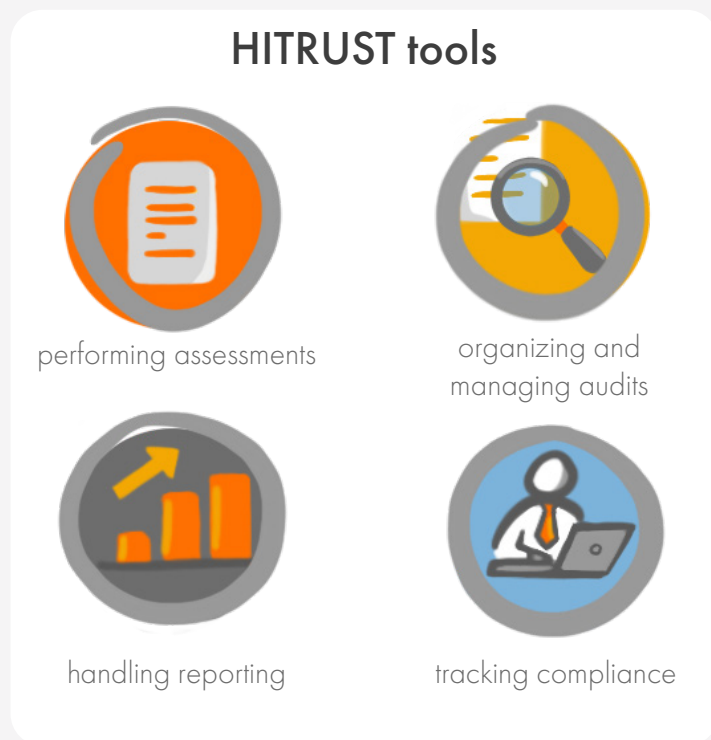 HITRUST tools
performing assessments
organizing and
managing audits
handling reporting
tracking compliance